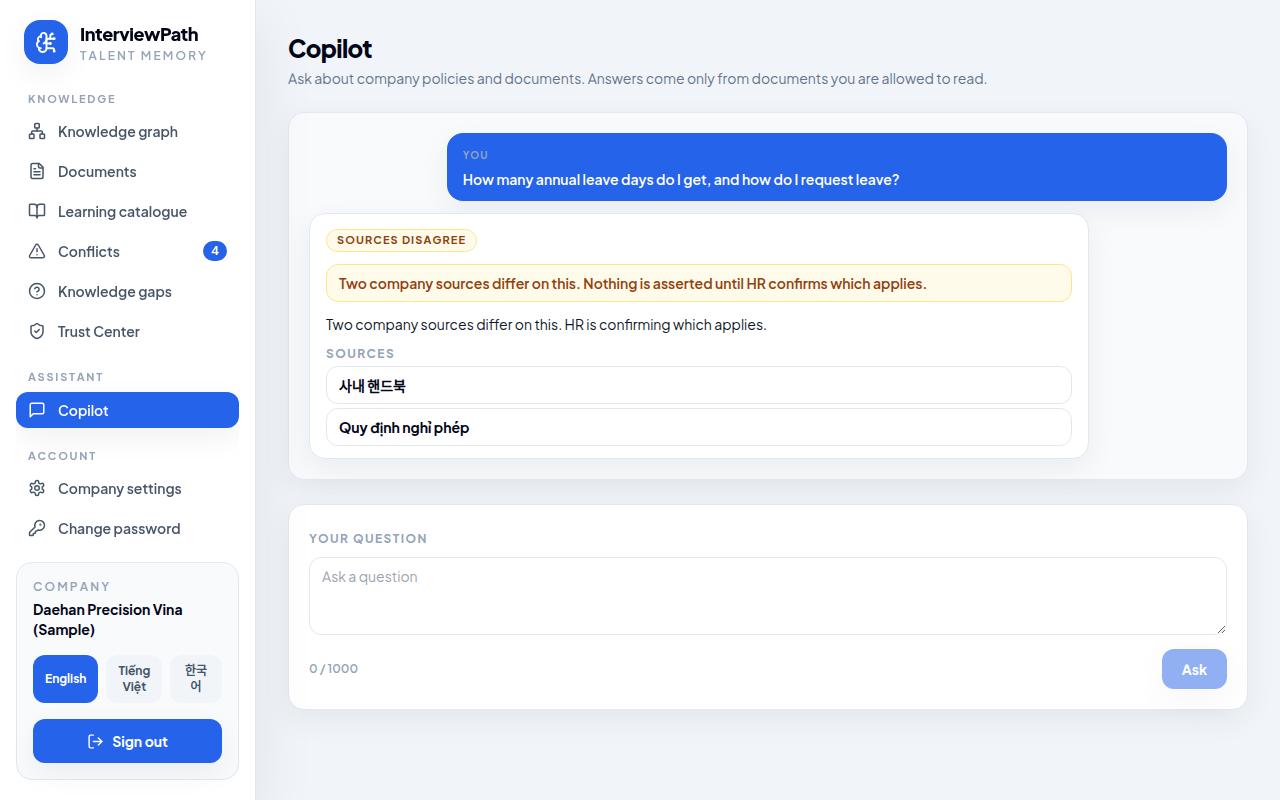 InterviewPath
TALENT MEMORY
KNOWLEDGE
Knowledge graph
Documents
Learning catalogue
Conflicts
4
Knowledge gaps
Trust Center
ASSISTANT
Copilot
ACCOUNT
Company settings
Change password
COMPANY
Daehan Precision Vina
(Sample)
English
Tiếng
Việt
한국
어
Sign out
Copilot
Ask about company policies and documents. Answers come only from documents you are allowed to read.
YOU
How many annual leave days do I get, and how do I request leave?
SOURCES DISAGREE
Two company sources differ on this. Nothing is asserted until HR confirms which applies.
Two company sources differ on this. HR is confirming which applies.
SOURCES
사내 핸드북
Quy định nghỉ phép
YOUR QUESTION
Ask a question
0 / 1000
Ask